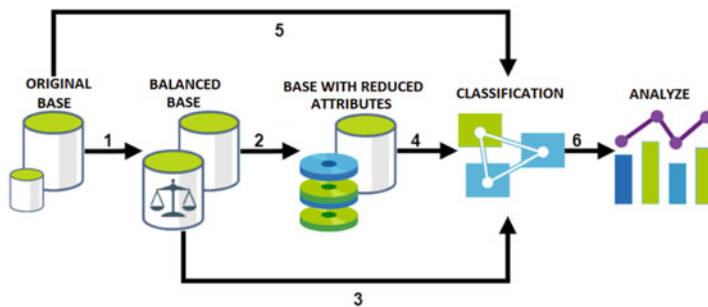 5
ORIGINAL
BASE
BALANCED
BASE
BASE WITH REDUCED
ATTRIBUTES
CLASSIFICATION
ANALYZE
1
2
4
6
3